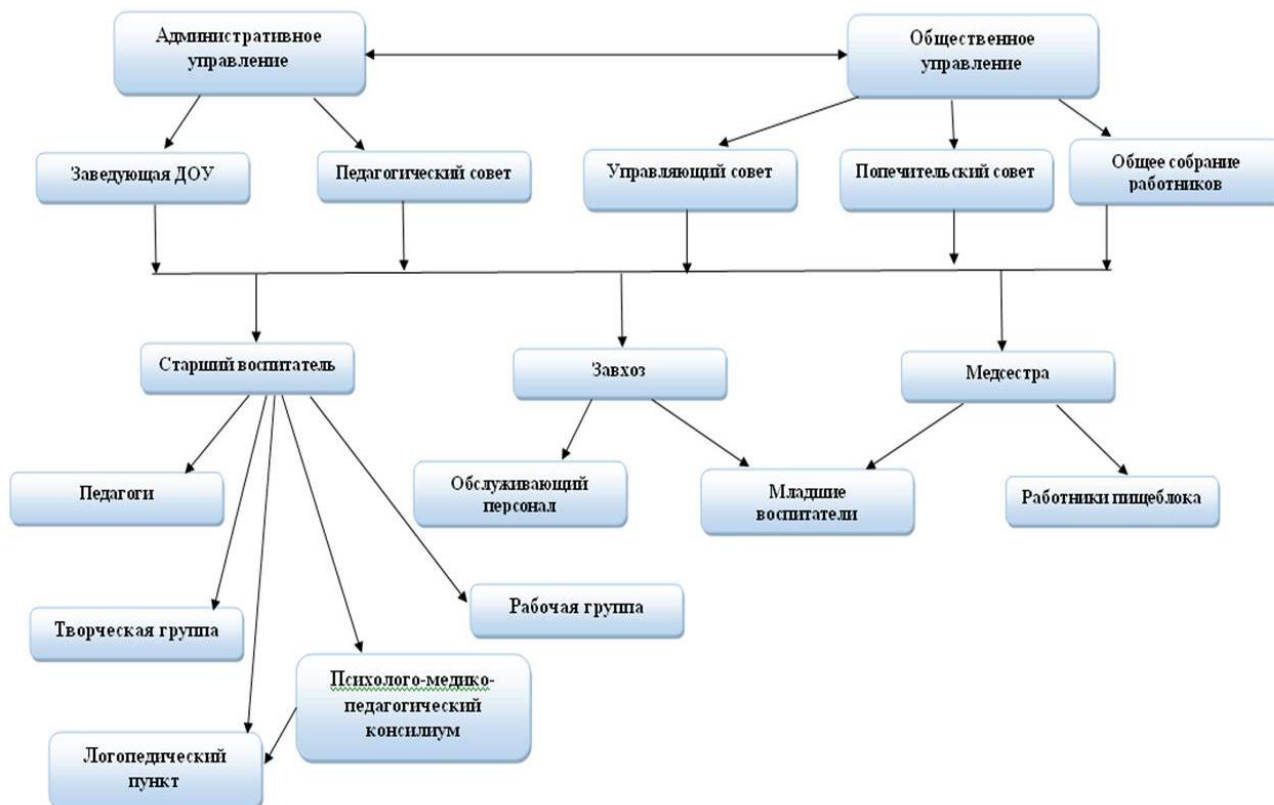 Административное
управление
Общественное
управление
Заведующая ДОУ
Педагогический совет
Управляющий совет
Попечительский совет
Общее собрание
работников
Старший воспитатель
Завхоз
Медсестра
Педагоги
Обслуживающий
персонал
Младшие
воспитатели
Работники пищеблока
Творческая группа
Рабочая группа
Психолого-медико-
педагогический
консилиум
Логопедический
пункт